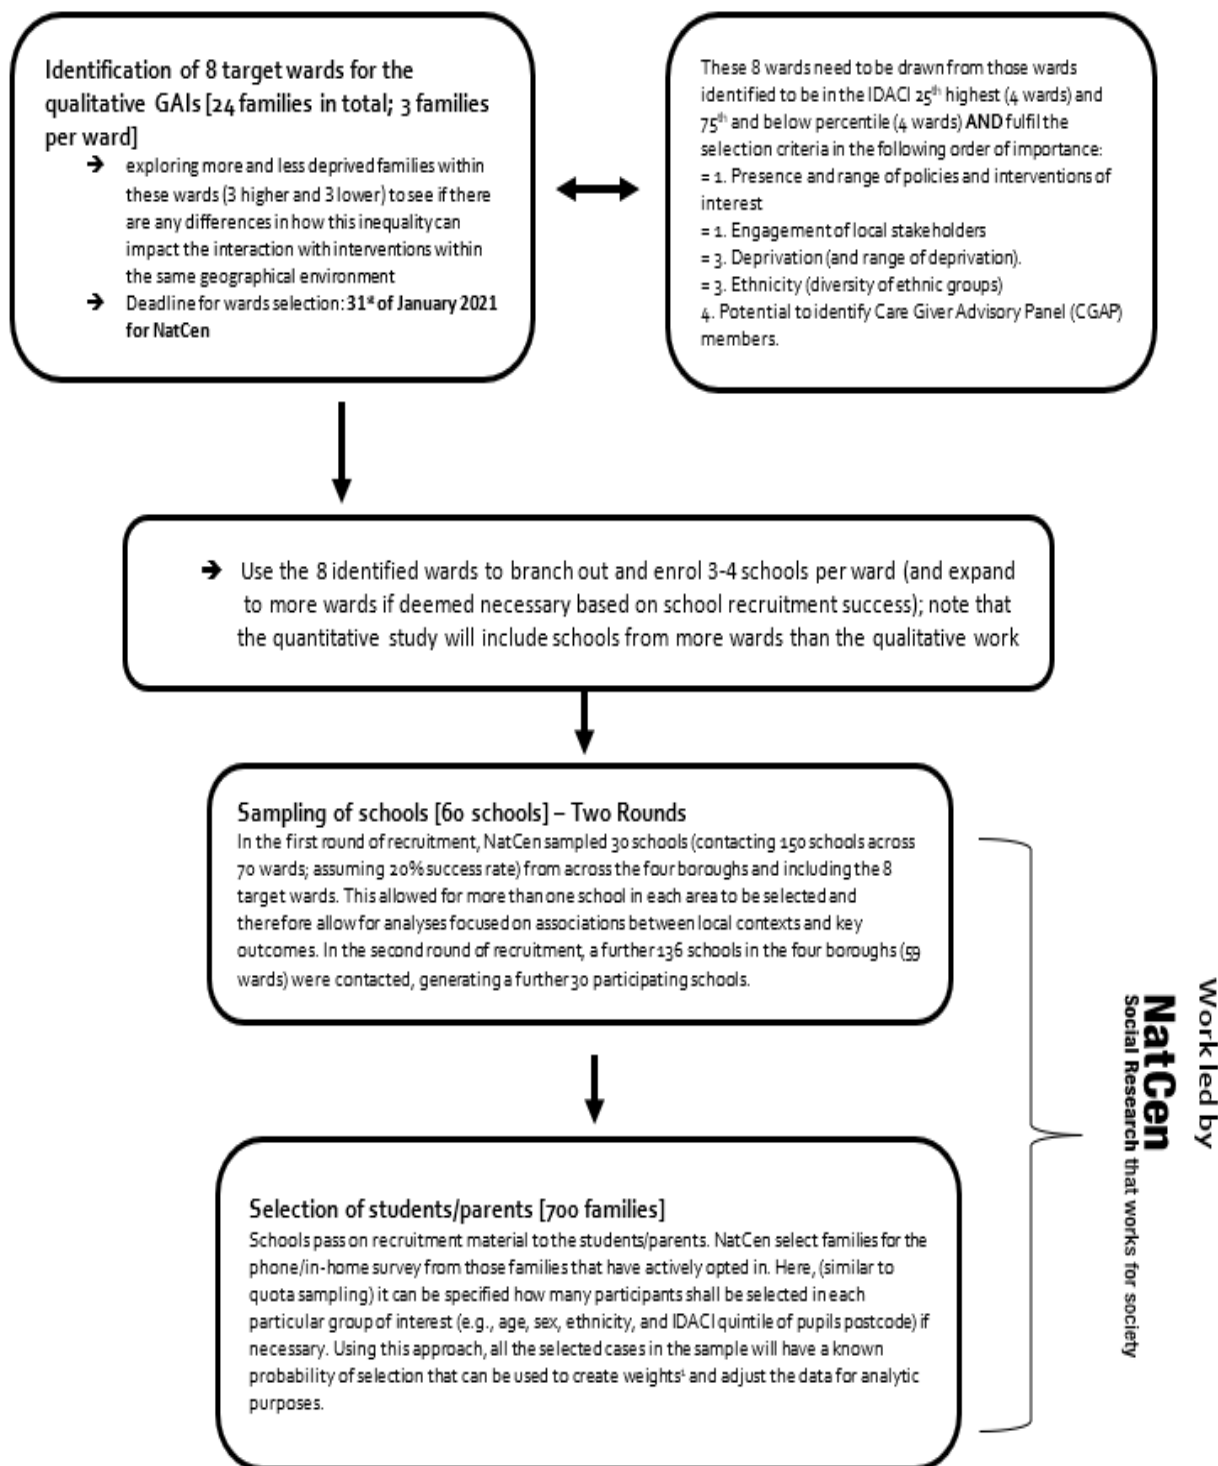 Identification of 8 target wards for the
qualitative GAIs [24 families in total; 3 families
per ward]
➔ exploring more and less deprived families within
these wards (3 higher and 3 lower) to see if there
are any differences in how this inequality can
impact the interaction with interventions within
the same geographical environment
➔ Deadline for wards selection: 31st of January 2021
for NatCen
These 8 wards need to be drawn from those wards
identified to be in the IDACI 25th highest (4 wards) and
75th and below percentile (4 wards) AND fulfil the
selection criteria in the following order of importance:
= 1. Presence and range of policies and interventions of
interest
= 1. Engagement of local stakeholders
= 3. Deprivation (and range of deprivation).
= 3. Ethnicity (diversity of ethnic groups)
4. Potential to identify Care Giver Advisory Panel (CGAP)
members.
➔ Use the 8 identified wards to branch out and enrol 3-4 schools per ward (and expand
to more wards if deemed necessary based on school recruitment success); note that
the quantitative study will include schools from more wards than the qualitative work
Sampling of schools [60 schools] – Two Rounds
In the first round of recruitment, NatCen sampled 30 schools (contacting 150 schools across
70 wards; assuming 20% success rate) from across the four boroughs and including the 8
target wards. This allowed for more than one school in each area to be selected and
therefore allow for analyses focused on associations between local contexts and key
outcomes. In the second round of recruitment, a further 136 schools in the four boroughs (59
wards) were contacted, generating a further 30 participating schools.
Selection of students/parents [700 families]
Schools pass on recruitment material to the students/parents. NatCen select families for the
phone/in-home survey from those families that have actively opted in. Here, (similar to
quota sampling) it can be specified how many participants shall be selected in each
particular group of interest (e.g., age, sex, ethnicity, and IDACI quintile of pupils postcode) if
necessary. Using this approach, all the selected cases in the sample will have a known
probability of selection that can be used to create weights¹ and adjust the data for analytic
purposes.
Work led by
NatCen
Social Research that works for society